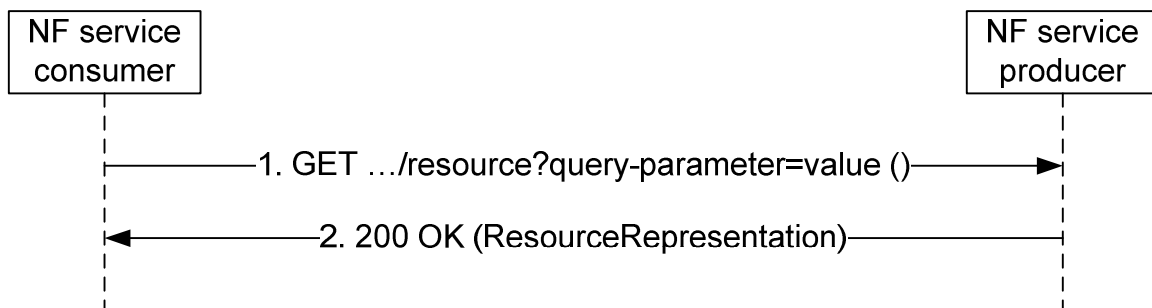 NF service
consumer
NF service
producer
1. GET …/resource?query-parameter=value ()
2. 200 OK (ResourceRepresentation)